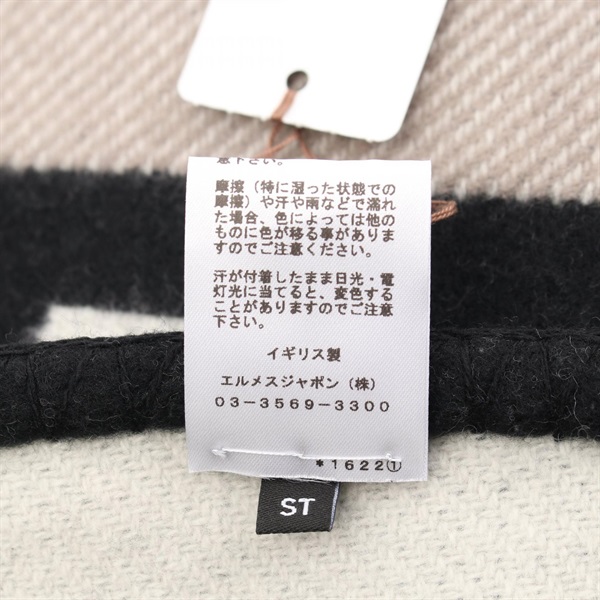 意下さい。
摩擦（特に湿った状態での
摩擦）や汗や雨などで濡れ
た場合、色によっては他の
ものに色が移る事がありま
すのでご注意ください。
汗が付着したまま日光・電
灯光に当てると、変色する
ことがありますのでご注意
下さい。
イギリス製
エルメスジャポン（株）
03-3569-3300
*1622①
ST